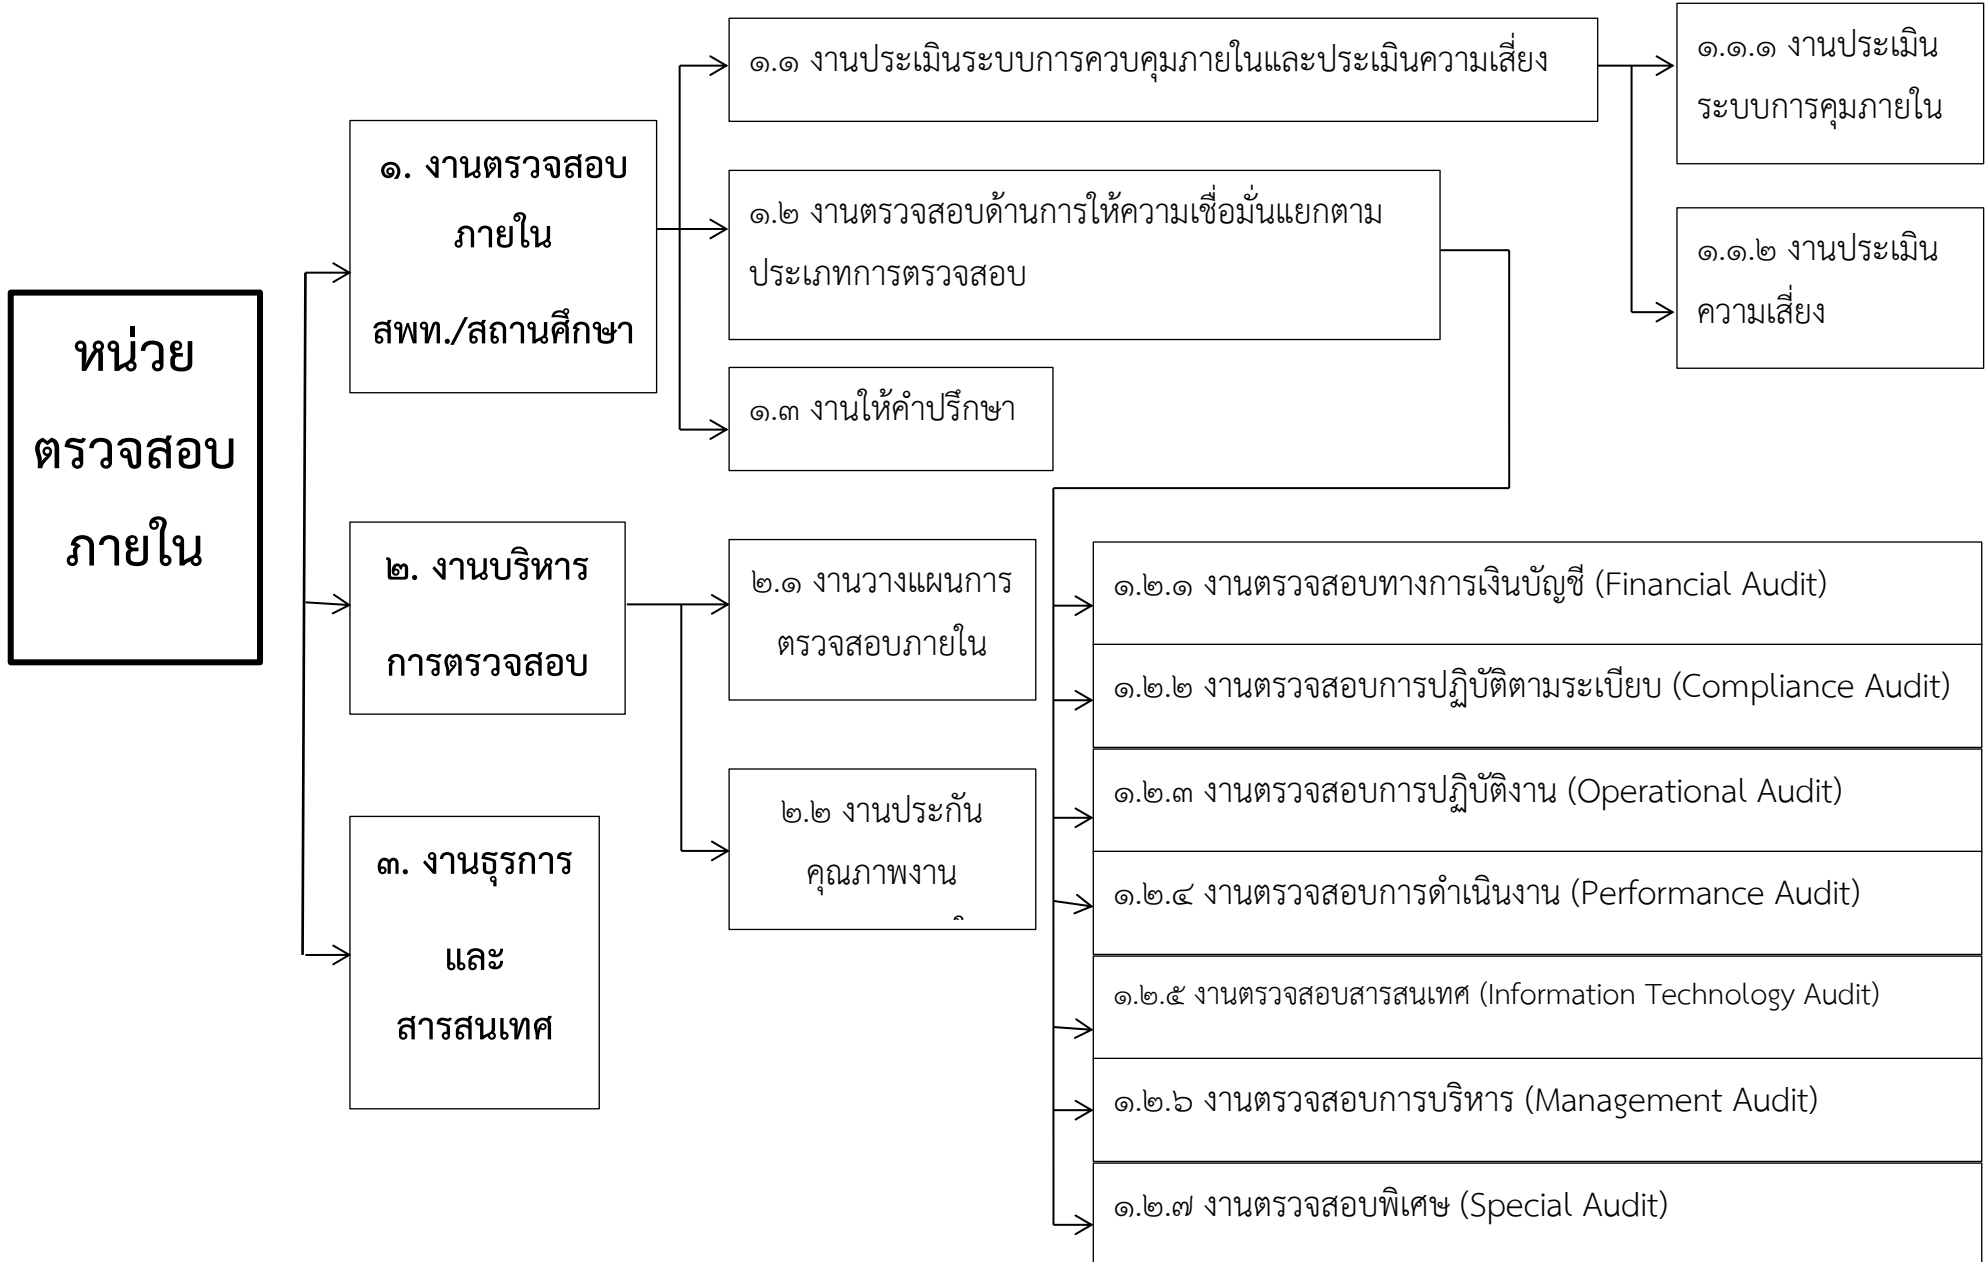 หน่วย
ตรวจสอบ
ภายใน
๑. งานตรวจสอบ
ภายใน
สพท./สถานศึกษา
๑.๑ งานประเมินระบบการควบคุมภายในและประเมินความเสี่ยง
๑.๑.๑ งานประเมิน
ระบบการคุมภายใน
๑.๑.๒ งานประเมิน
ความเสี่ยง
๑.๒ งานตรวจสอบด้านการให้ความเชื่อมั่นแยกตาม
ประเภทการตรวจสอบ
๑.๓ งานให้คำปรึกษา
๑.๒.๑ งานตรวจสอบทางการเงินบัญชี (Financial Audit)
๑.๒.๒ งานตรวจสอบการปฏิบัติตามระเบียบ (Compliance Audit)
๑.๒.๓ งานตรวจสอบการปฏิบัติงาน (Operational Audit)
๑.๒.๔ งานตรวจสอบการดำเนินงาน (Performance Audit)
๑.๒.๕ งานตรวจสอบสารสนเทศ (Information Technology Audit)
๑.๒.๖ งานตรวจสอบการบริหาร (Management Audit)
๑.๒.๗ งานตรวจสอบพิเศษ (Special Audit)
๒. งานบริหาร
การตรวจสอบ
๒.๑ งานวางแผนการ
ตรวจสอบภายใน
๒.๒ งานประกัน
คุณภาพงาน
๓. งานธุรการ
และ
สารสนเทศ